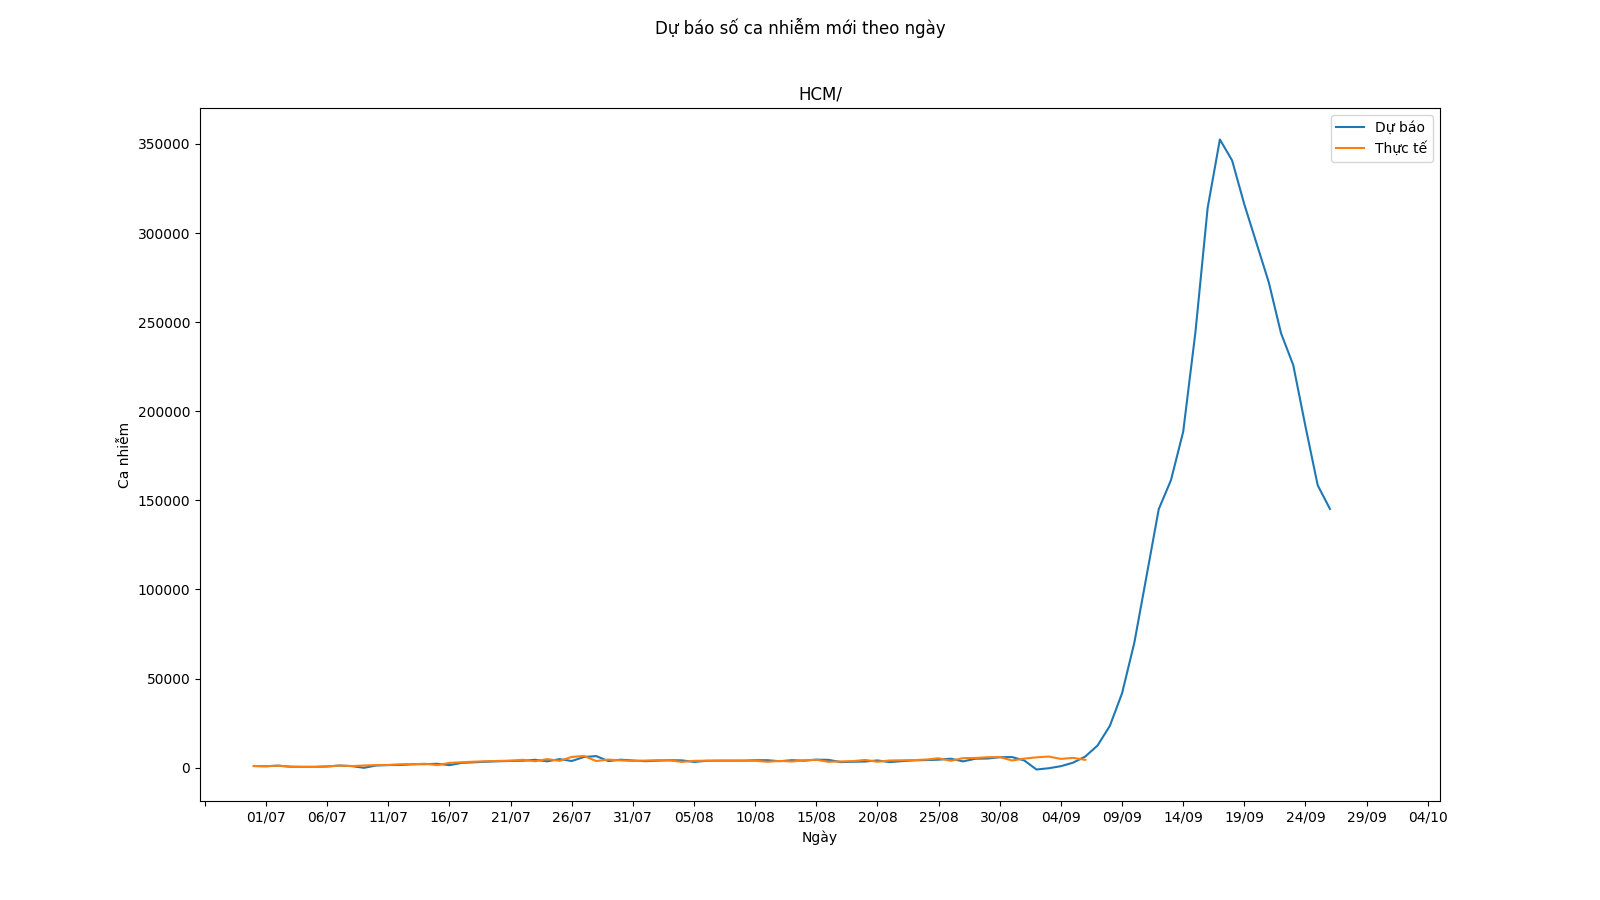 Dự báo số ca nhiễm mới theo ngày
HCM/
Dự báo
Thực tế
350000
300000
250000
200000
150000
100000
50000
0
Ca nhiễm
01/07 06/07 11/07 16/07 21/07 26/07 31/07 05/08 10/08 15/08 20/08 25/08 30/08 04/09 09/09 14/09 19/09 24/09 29/09 04/10
Ngày